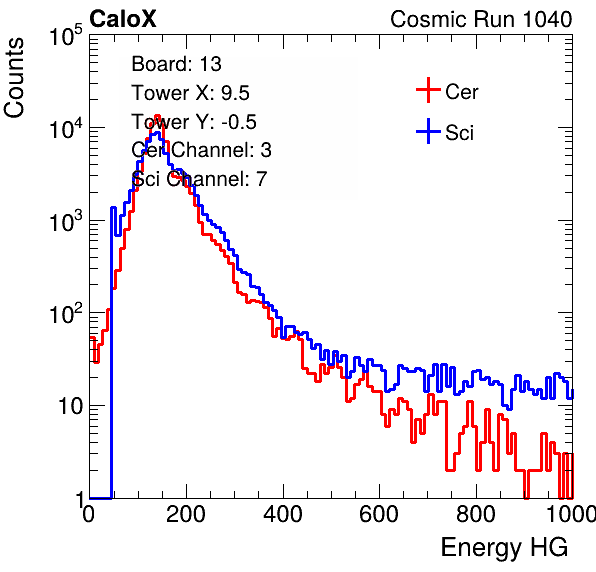 CaloX Cosmic Run 1040
Counts
10^5
10^4
10^3
10^2
10
1
Board: 13
Tower X: 9.5
Tower Y: -0.5
Cer Channel: 3
Sci Channel: 7
Cer
Sci
0 200 400 600 800 1000
Energy HG